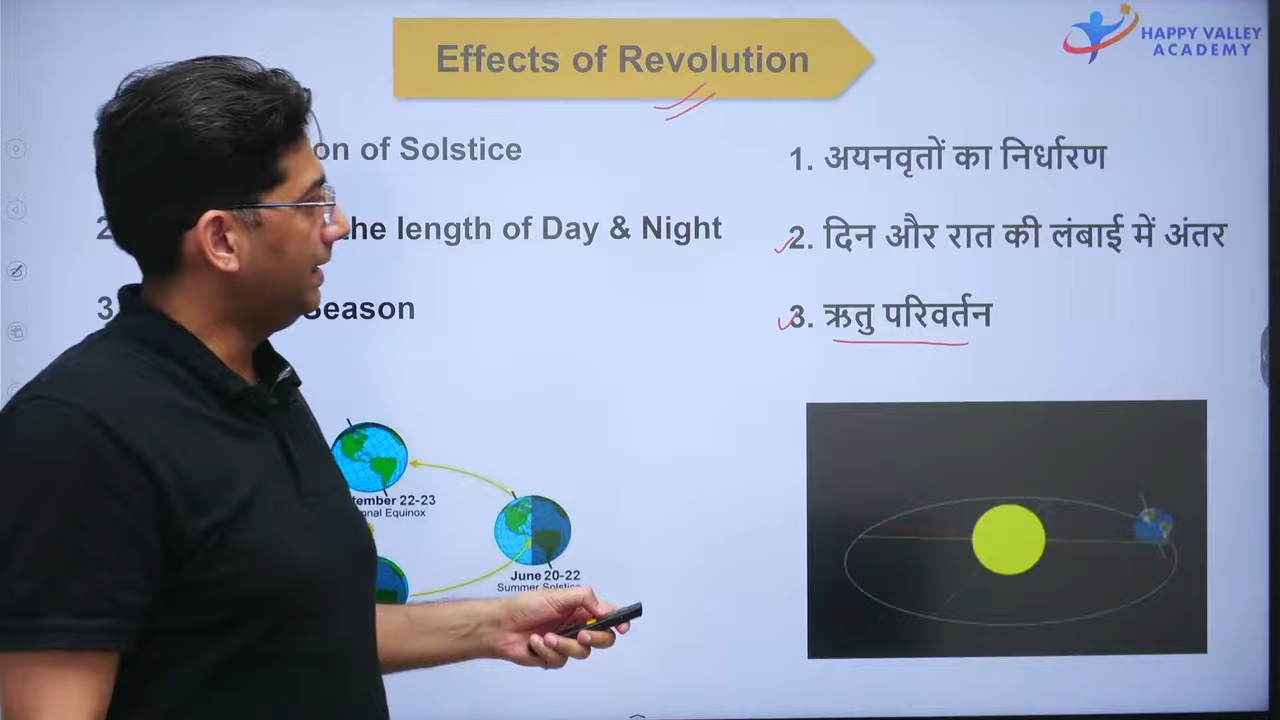 Effects of Revolution
HAPPY VALLEY
ACADEMY
on of Solstice
2
the length of Day & Night
3
Season
1. अयनवृतों का निर्धारण
2. दिन और रात की लंबाई में अंतर
3. ऋतु परिवर्तन
tember 22-23
nal Equinox
June 20-22
Summer Solstice